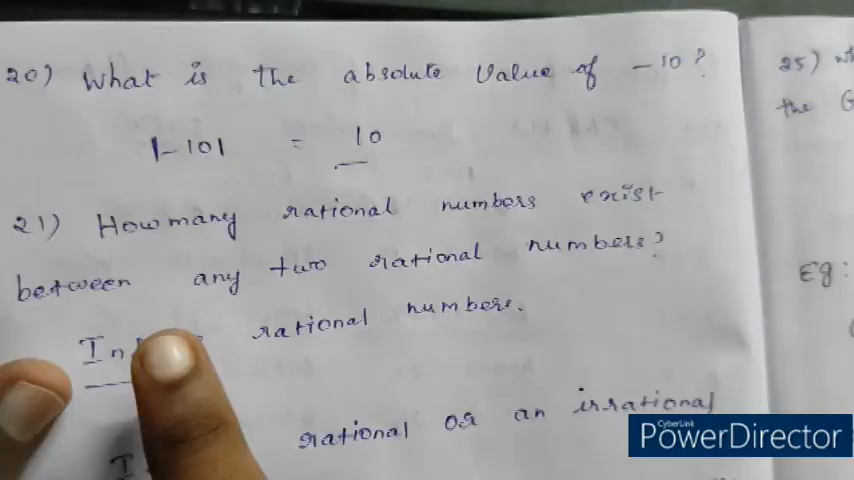 20) What is the absolute value of -10?
|-10| = 10
21) How many rational numbers exist
between any two rational numbers?
rational numbers.
rational or an irrational
25)
the
Eg:
CyberLink
PowerDirector